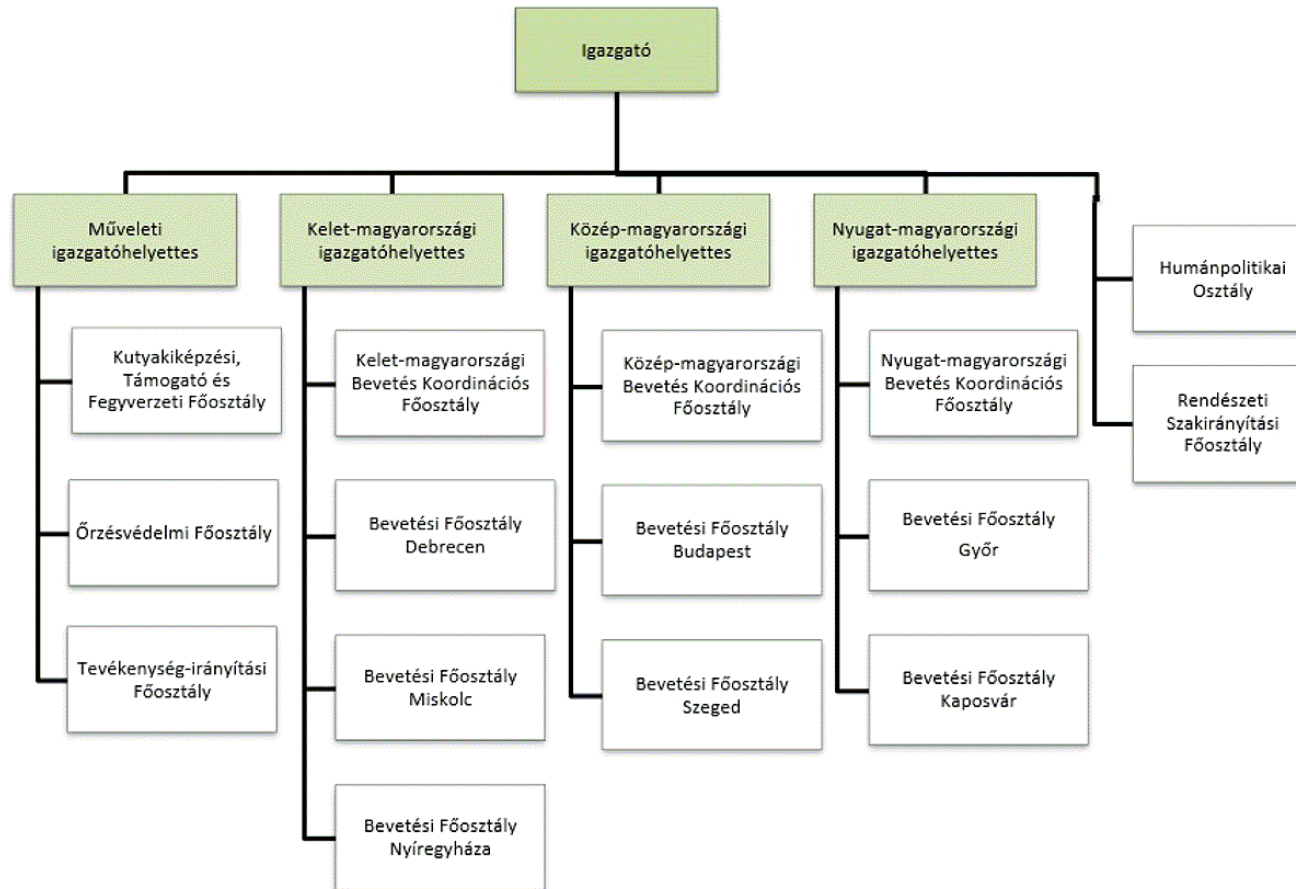 Igazgató
Műveleti
igazgatóhelyettes
Kelet-magyarországi
igazgatóhelyettes
Közép-magyarországi
igazgatóhelyettes
Nyugat-magyarországi
igazgatóhelyettes
Humánpolitikai
Osztály
Rendészeti
Szakirányítási
Főosztály
Kutyakiképzési,
Támogató és
Fegyverzeti Főosztály
Őrzésvédelmi Főosztály
Tevékenység-irányítási
Főosztály
Kelet-magyarországi
Bevetés Koordinációs
Főosztály
Bevetési Főosztály
Debrecen
Bevetési Főosztály
Miskolc
Bevetési Főosztály
Nyíregyháza
Közép-magyarországi
Bevetés Koordinációs
Főosztály
Bevetési Főosztály
Budapest
Bevetési Főosztály
Szeged
Nyugat-magyarországi
Bevetés Koordinációs
Főosztály
Bevetési Főosztály
Győr
Bevetési Főosztály
Kaposvár